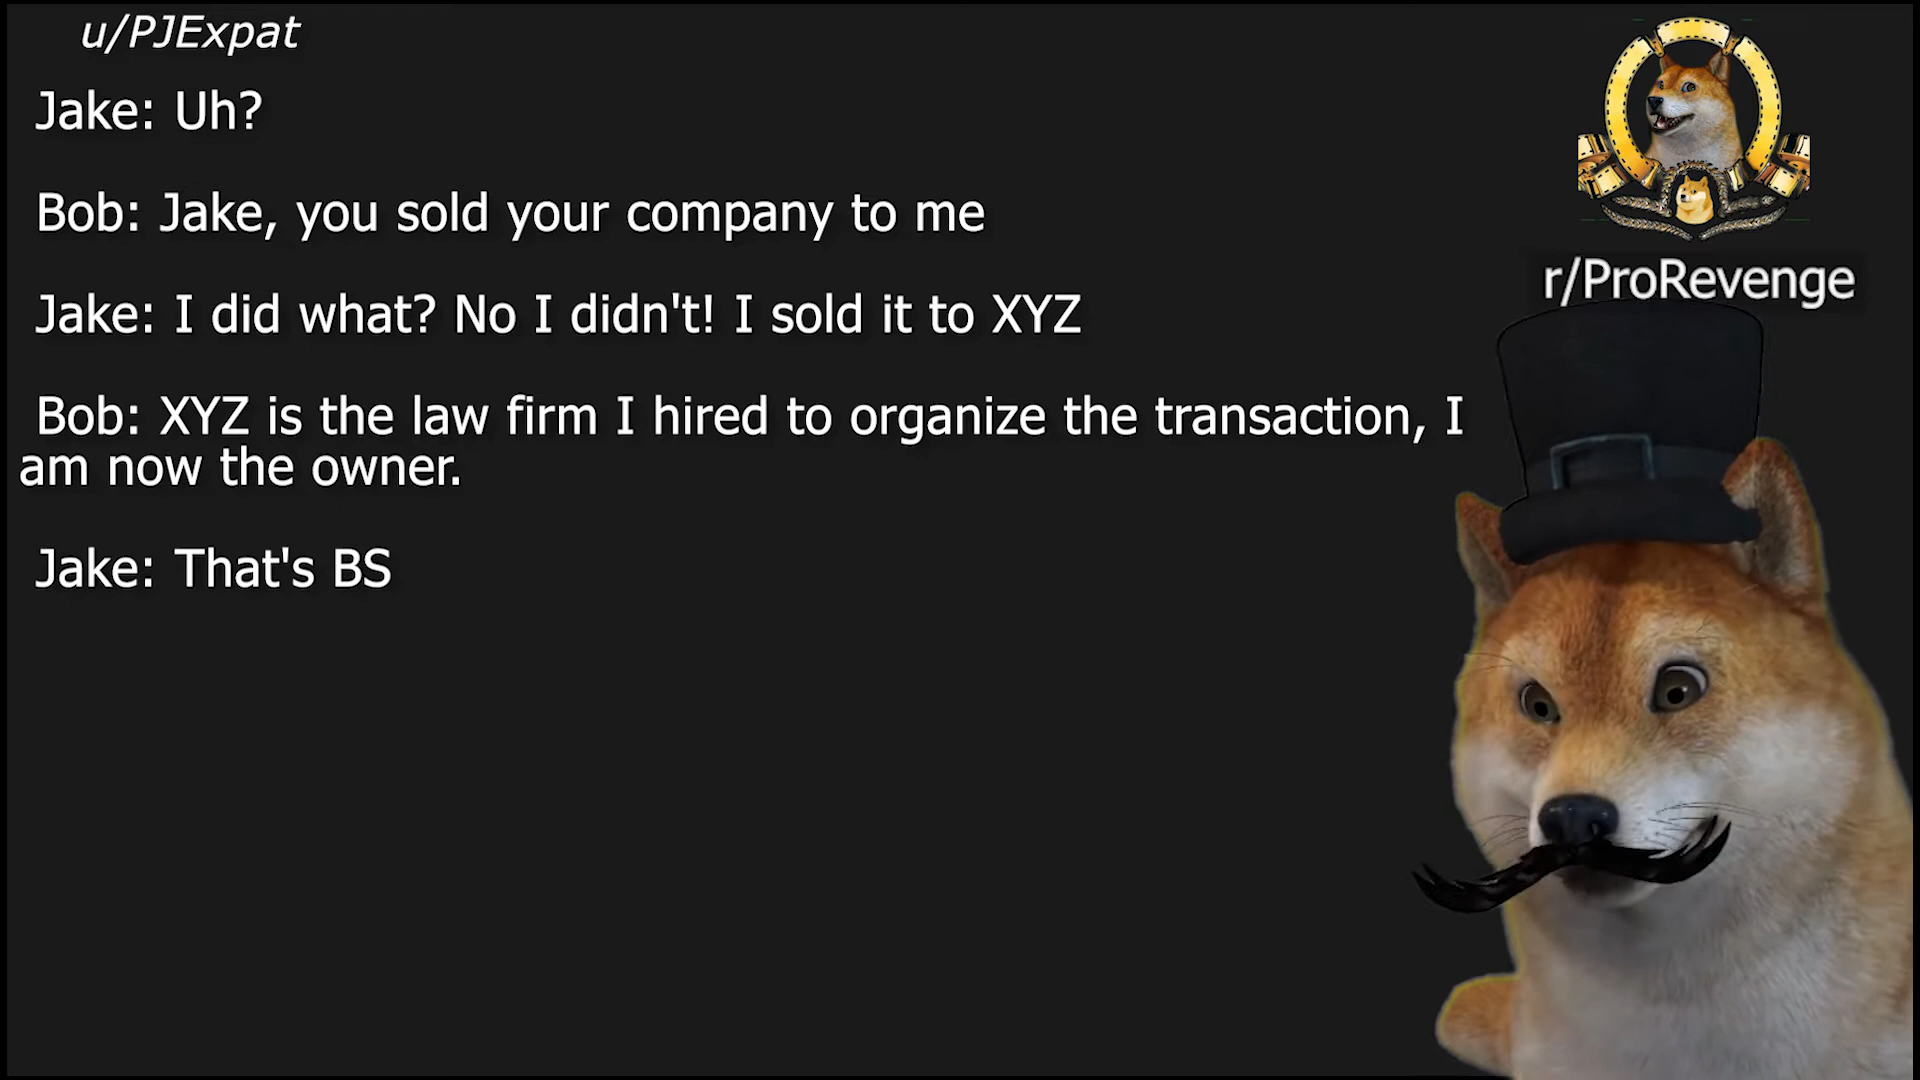 u/PJExpat
Jake: Uh?
Bob: Jake, you sold your company to me
Jake: I did what? No I didn't! I sold it to XYZ
Bob: XYZ is the law firm I hired to organize the transaction, I
am now the owner.
Jake: That's BS
r/ProRevenge